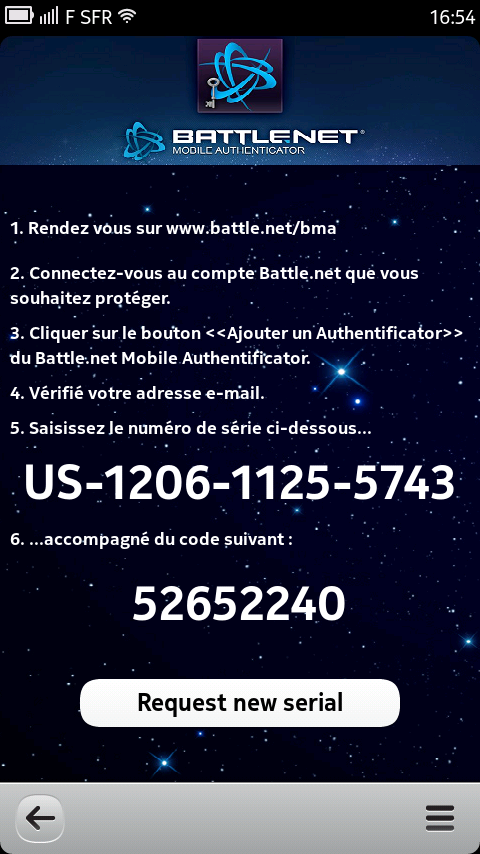 F SFR 16:54
BATTLE.NET®
MOBILE AUTHENTICATOR
1. Rendez vous sur www.battle.net/bma
2. Connectez-vous au compte Battle.net que vous
souhaitez protéger.
3. Cliquer sur le bouton <<Ajouter un Authentificator>>
du Battle.net Mobile Authentificator.
4. Vérifié votre adresse e-mail.
5. Saisissez le numéro de série ci-dessous...
US-1206-1125-5743
6. ...accompagné du code suivant :
52652240
Request new serial